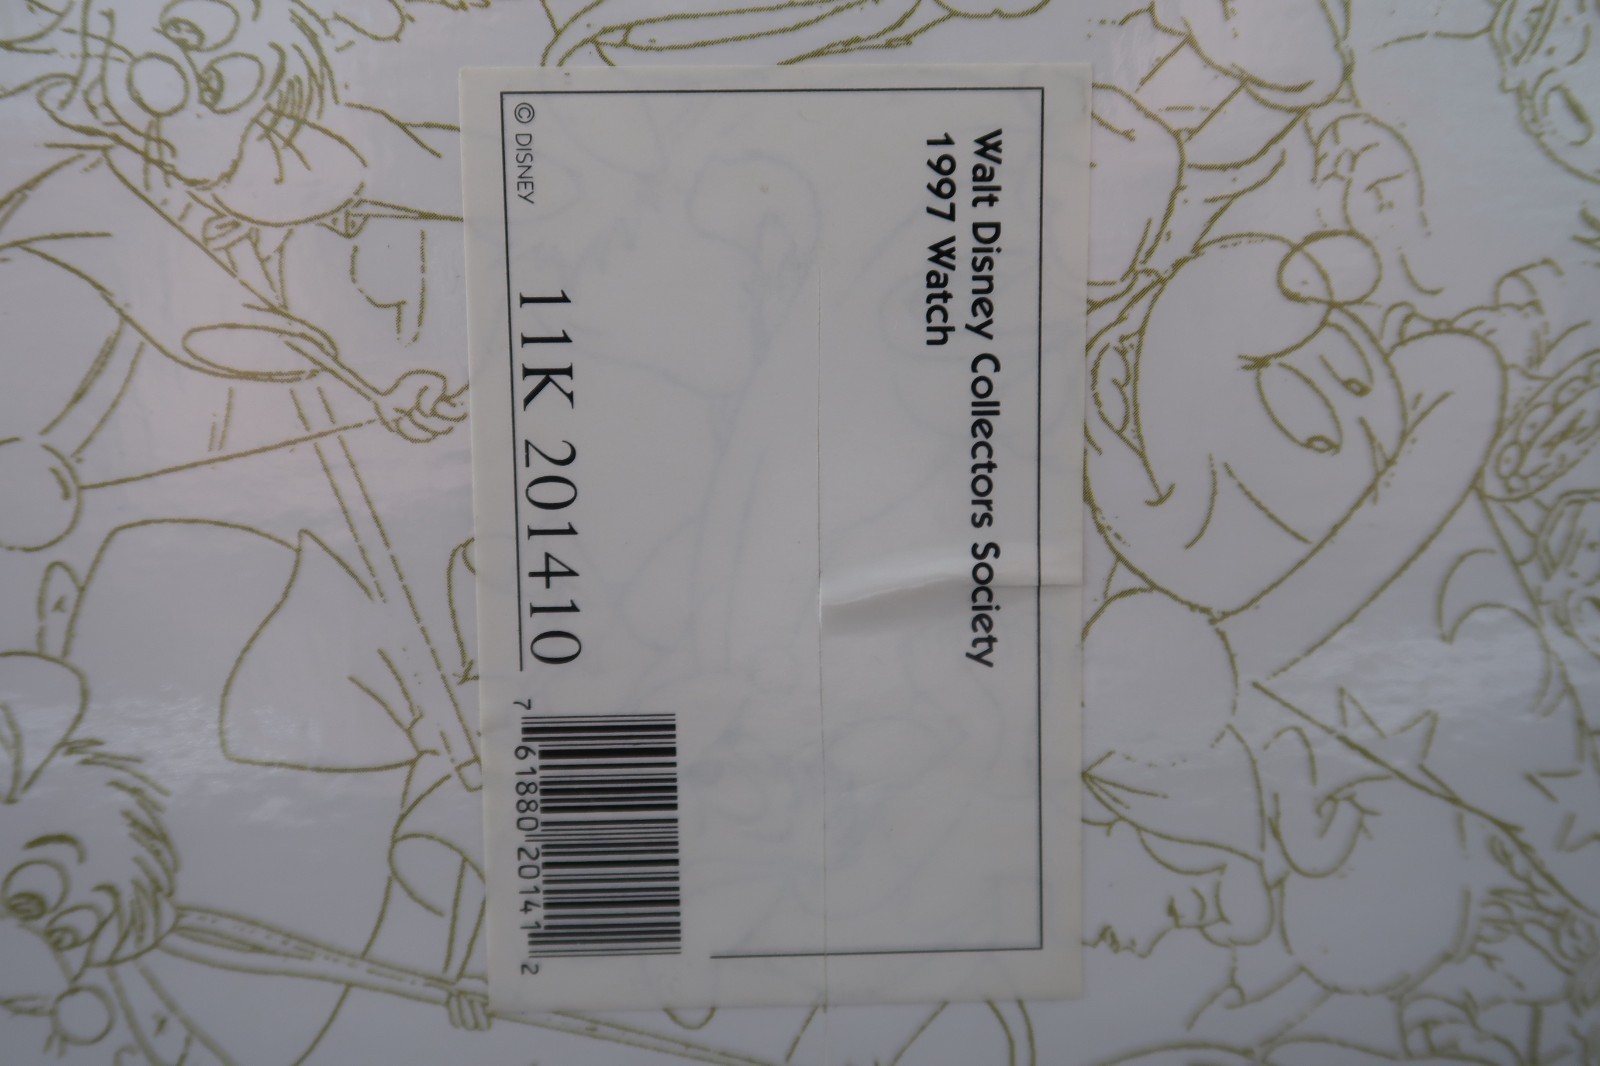 Walt Disney Collectors Society
1997 Watch
© DISNEY
11K 201410
7 61880 20141 2